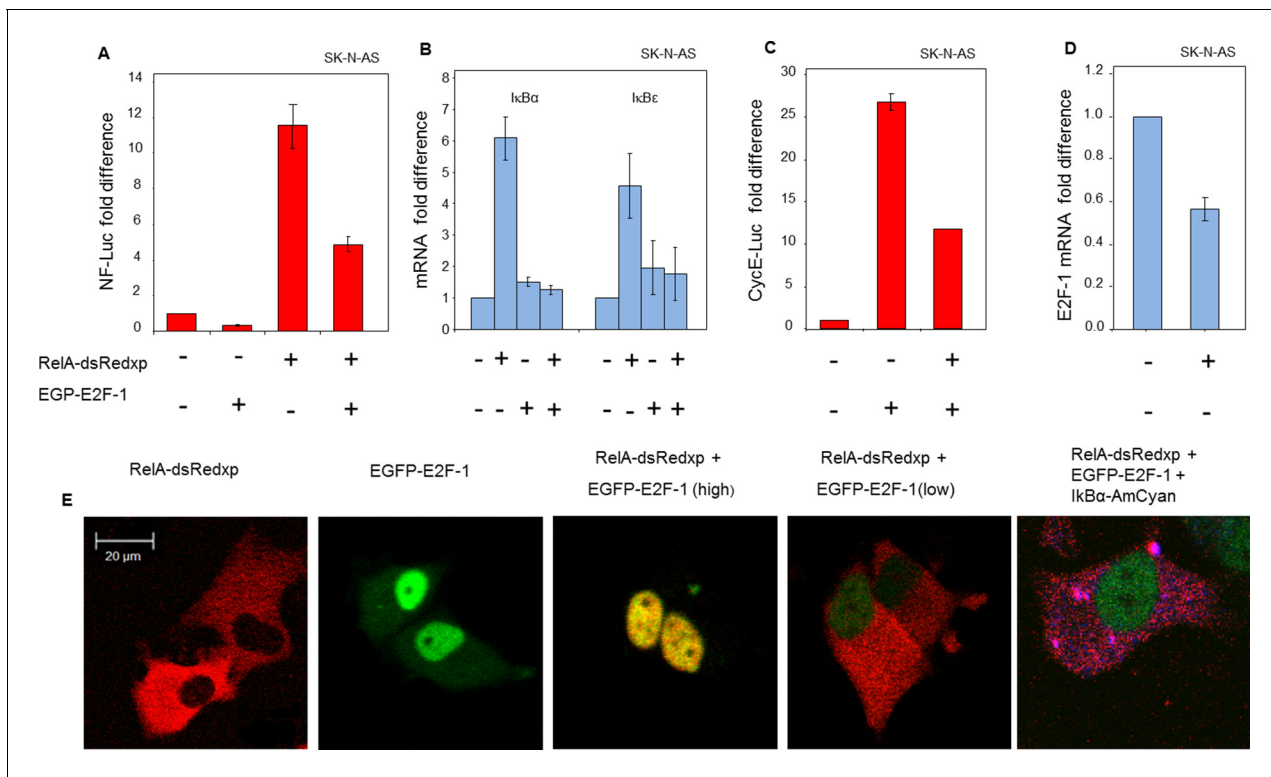 A
SK-N-AS
NF-Luc fold difference
14
12
10
8
6
4
2
0
B
SK-N-AS
mRNA fold difference
8
7
6
5
4
3
2
1
0
IκBα
IκBε
C
SK-N-AS
CycE-Luc fold difference
30
25
20
15
10
5
0
D
SK-N-AS
E2F-1 mRNA fold difference
1.2
1.0
0.8
0.6
0.4
0.2
0.0
RelA-dsRedxp - - + + - + - + - + - + - - + - +
EGP-E2F-1 - + - + - - + + - - + + - + + - -
RelA-dsRedxp
EGFP-E2F-1
RelA-dsRedxp +
EGFP-E2F-1 (high)
RelA-dsRedxp +
EGFP-E2F-1(low)
RelA-dsRedxp +
EGFP-E2F-1 +
IkBα-AmCyan
E
20 µm